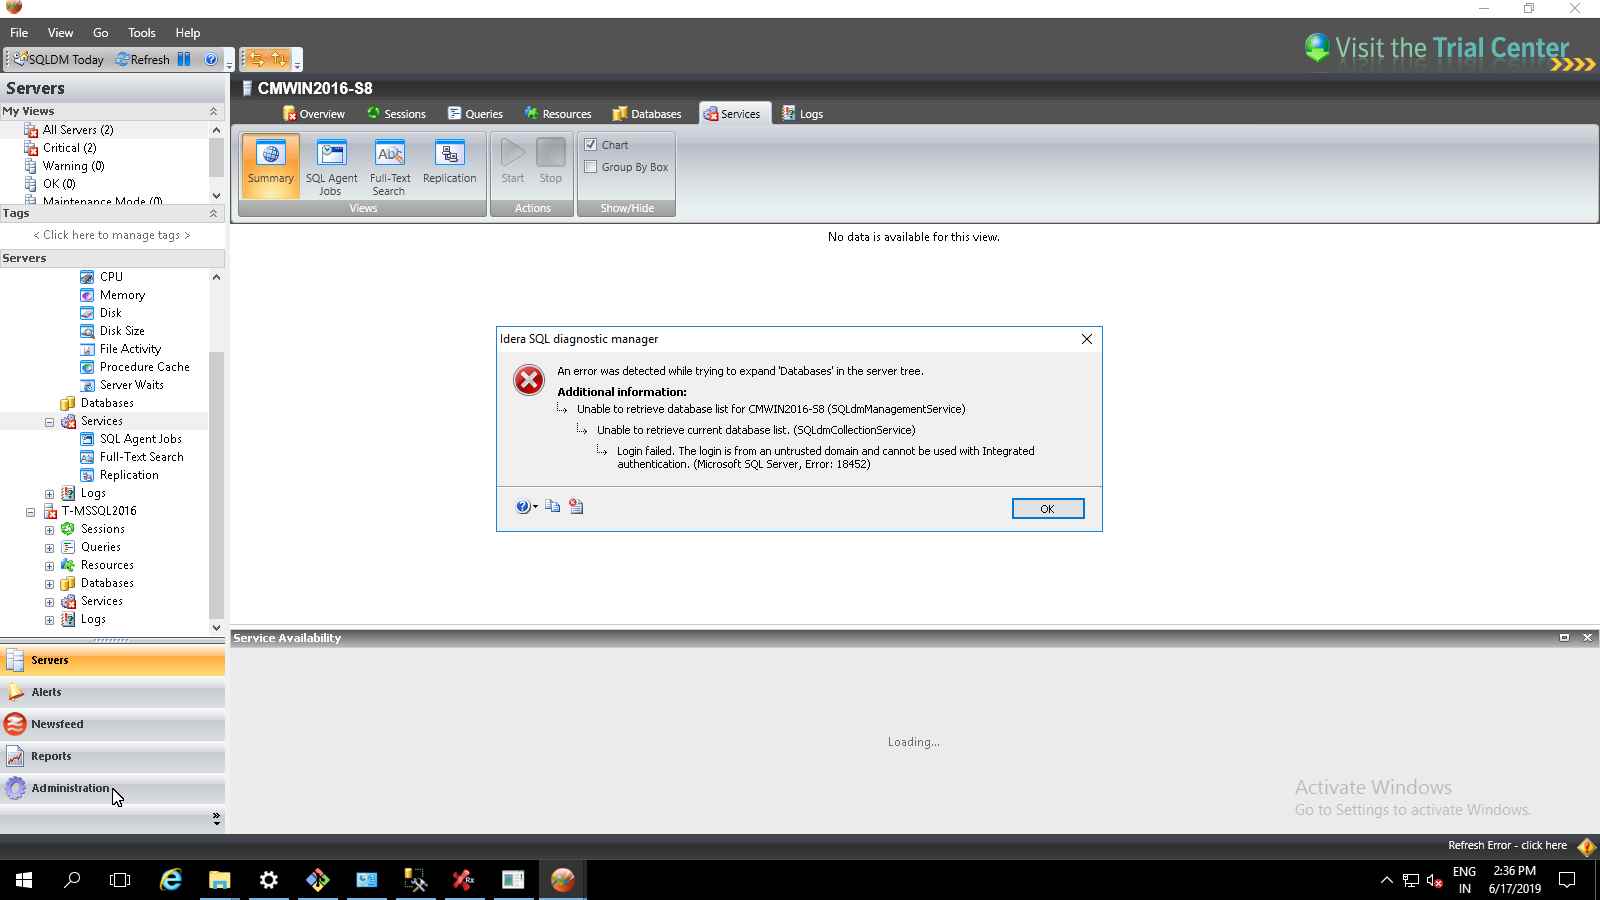 File View Go Tools Help
Visit the Trial Center
SQLDM Today Refresh
Servers
CMWIN2016-S8
My Views
Overview Sessions Queries Resources Databases Services Logs
All Servers (2)
Critical (2)
Warning (0)
OK (0)
Maintenance Mode (0)
Summary
SQL Agent Jobs
Full-Text Search
Replication
Views
Start Stop
Actions
Chart
Group By Box
Show/Hide
Tags
< Click here to manage tags >
No data is available for this view.
Servers
CPU
Memory
Disk
Disk Size
File Activity
Procedure Cache
Server Waits
Databases
Services
SQL Agent Jobs
Full-Text Search
Replication
Logs
T-MSSQL2016
Sessions
Queries
Resources
Databases
Services
Logs
Idera SQL diagnostic manager
An error was detected while trying to expand 'Databases' in the server tree.
Additional information:
Unable to retrieve database list for CMWIN2016-S8 (SQLdmManagementService)
Unable to retrieve current database list. (SQLdmCollectionService)
Login failed. The login is from an untrusted domain and cannot be used with Integrated
authentication. (Microsoft SQL Server, Error: 18452)
OK
Servers
Alerts
Newsfeed
Reports
Administration
Service Availability
Loading...
Activate Windows
Go to Settings to activate Windows.
Refresh Error - click here
ENG
IN
2:36 PM
6/17/2019